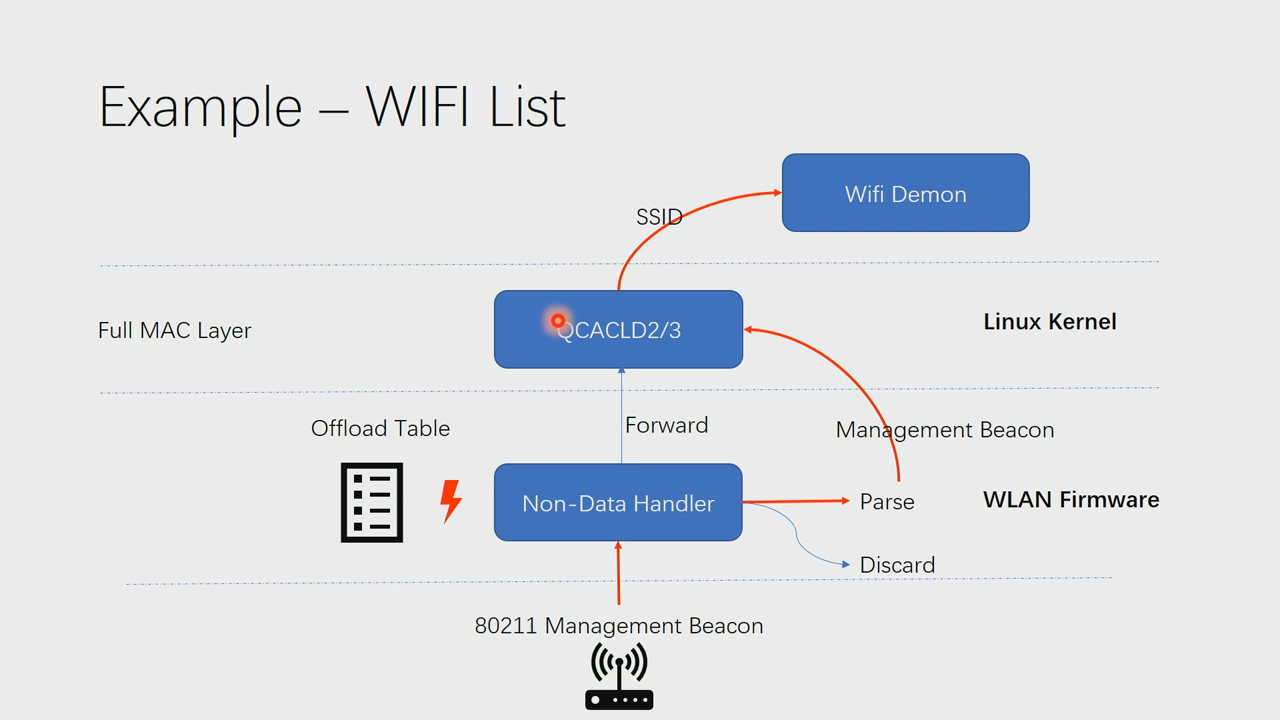 Example – WIFI List
Wifi Demon
SSID
Full MAC Layer
QCACLD2/3
Linux Kernel
Offload Table
Forward
Management Beacon
Non-Data Handler
Parse
WLAN Firmware
Discard
80211 Management Beacon